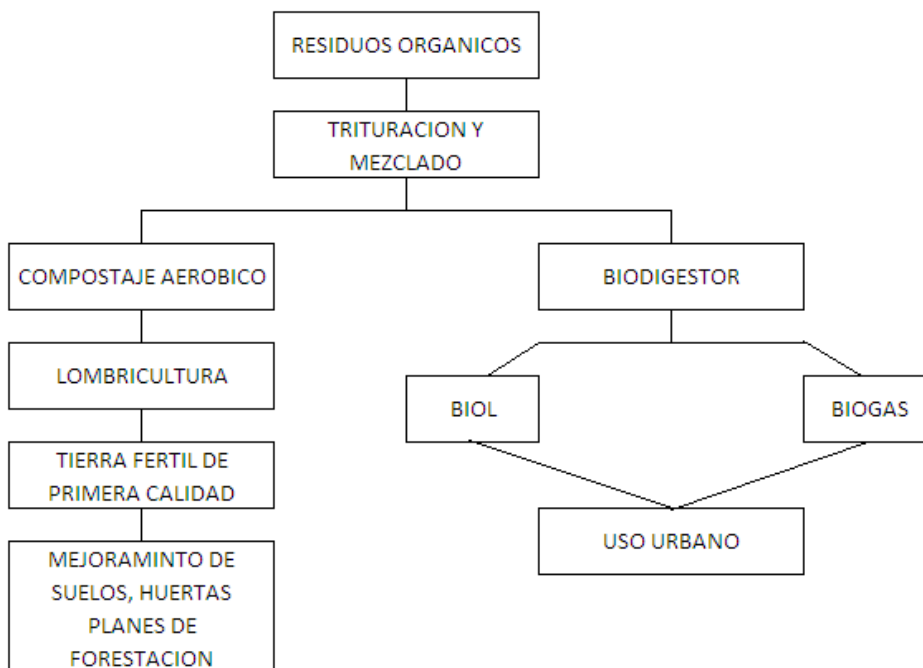 RESIDUOS ORGANICOS
TRITURACION Y
MEZCLADO
COMPOSTAJE AEROBICO
BIODIGESTOR
LOMBRICULTURA
BIOL
BIOGAS
TIERRA FERTIL DE
PRIMERA CALIDAD
USO URBANO
MEJORAMINTO DE
SUELOS, HUERTAS
PLANES DE
FORESTACION